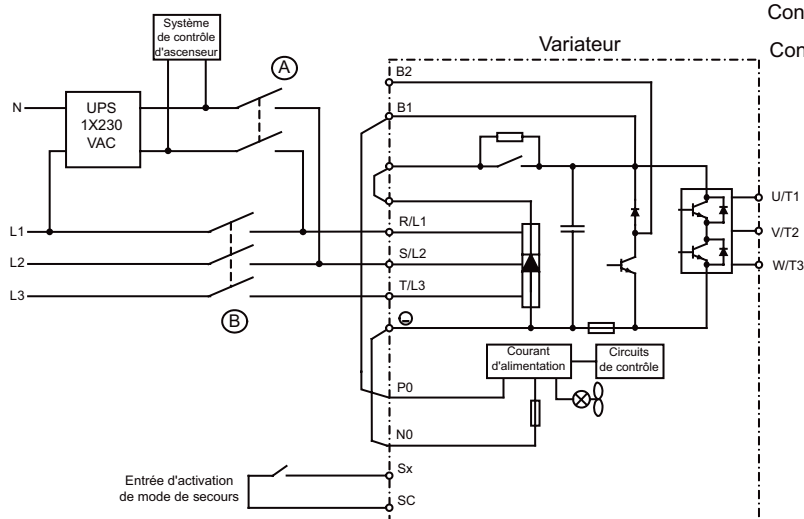 Con
Con
Système
de contrôle
d'ascenseur
A
Variateur
B2
N
UPS
1X230
VAC
B1
U/T1
R/L1
L1
V/T2
S/L2
L2
W/T3
T/L3
L3
B
Courant
d'alimentation
Circuits
de contrôle
P0
N0
Entrée d'activation
de mode de secours
Sx
SC